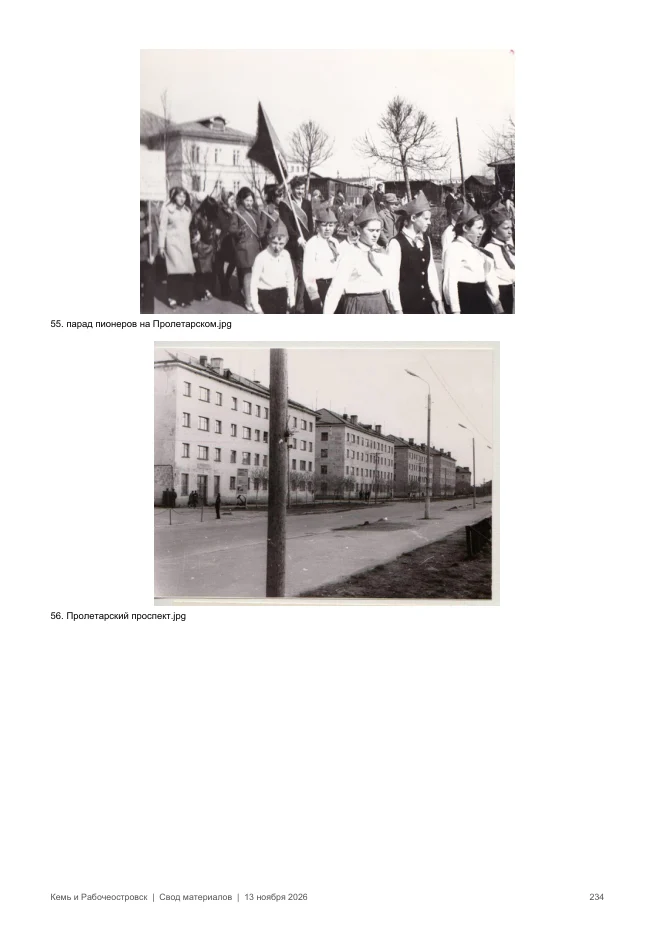 55. парад пионеров на Пролетарском.jpg
56. Пролетарский проспект.jpg
Кемь и Рабочеостровск | Свод материалов | 13 ноября 2026
234